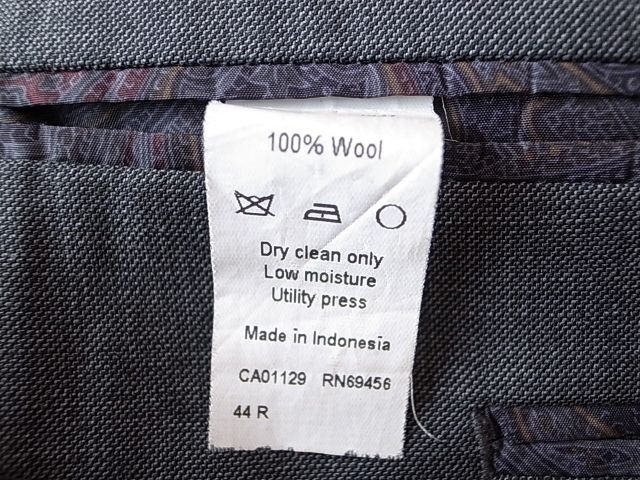 100% Wool
Dry clean only
Low moisture
Utility press
Made in Indonesia
CA01129 RN69456
44 R